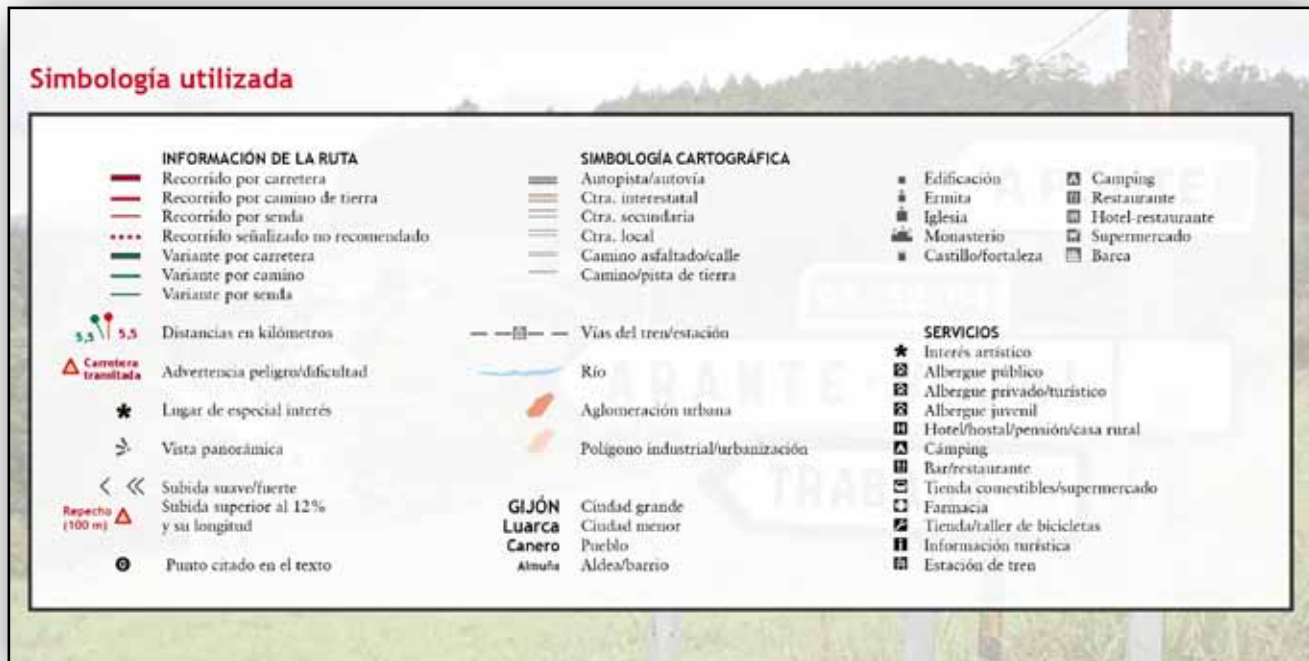 Simbología utilizada
INFORMACIÓN DE LA RUTA
Recorrido por carretera
Recorrido por camino de tierra
Recorrido por senda
Recorrido señalizado no recomendado
Variante por carretera
Variante por camino
Variante por senda
5,5 5,5 Distancias en kilómetros
Carretera transitada Advertencia peligro/dificultad
Lugar de especial interés
Vista panorámica
Subida suave/fuerte
Repecho (100 m) Subida superior al 12%
y su longitud
Punto citado en el texto
SIMBOLOGÍA CARTOGRÁFICA
Autopista/autovía
Ctra. interestatal
Ctra. secundaria
Ctra. local
Camino asfaltado/calle
Camino/pista de tierra
Vías del tren/estación
Río
Aglomeración urbana
Polígono industrial/urbanización
GIJÓN Ciudad grande
Luarca Ciudad menor
Canero Pueblo
Almuña Aldea/barrio
Edificación
Ermita
Iglesia
Monasterio
Castillo/fortaleza
Camping
Restaurante
Hotel-restaurante
Supermercado
Barca
SERVICIOS
Interés artístico
Albergue público
Albergue privado/turístico
Albergue juvenil
Hotel/hostal/pensión/casa rural
Cámping
Bar/restaurante
Tienda comestibles/supermercado
Farmacia
Tienda/taller de bicicletas
Información turística
Estación de tren